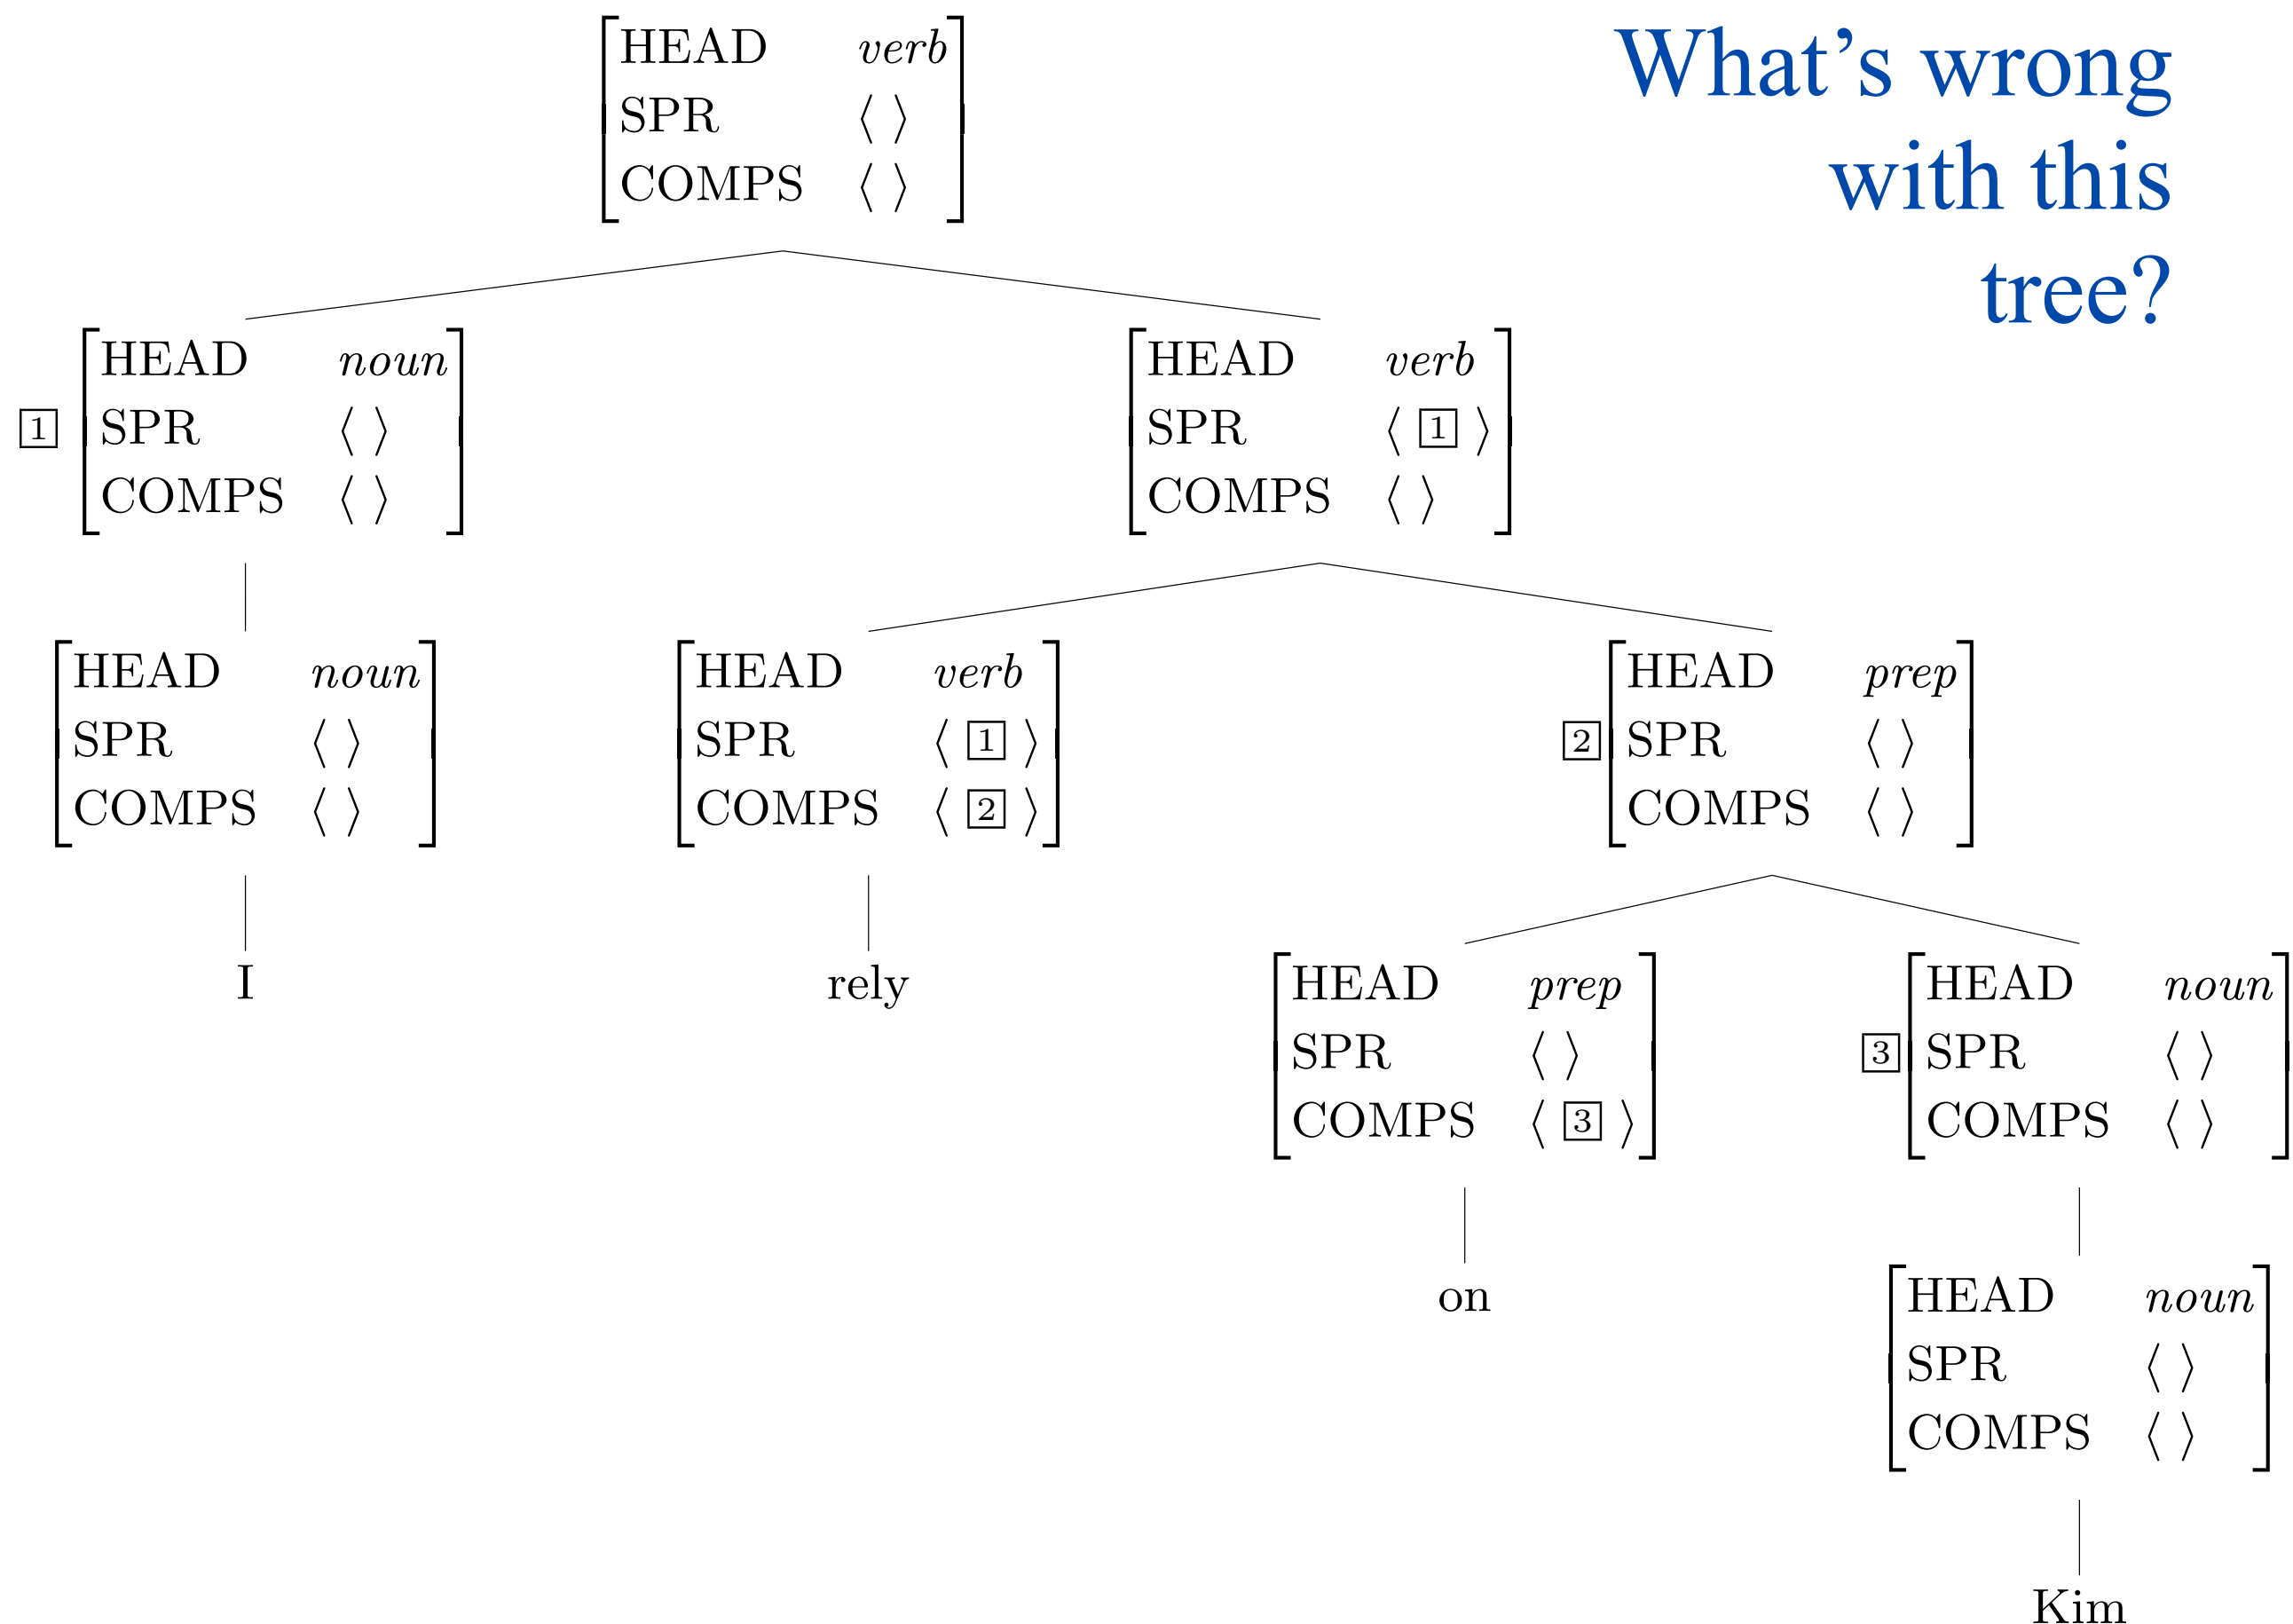 What's wrong
with this
tree?
HEAD verb
SPR ⟨ ⟩
COMPS ⟨ ⟩
1
HEAD noun
SPR ⟨ ⟩
COMPS ⟨ ⟩
HEAD verb
SPR ⟨ 1 ⟩
COMPS ⟨ ⟩
HEAD noun
SPR ⟨ ⟩
COMPS ⟨ ⟩
HEAD verb
SPR ⟨ 1 ⟩
COMPS ⟨ 2 ⟩
2
HEAD prep
SPR ⟨ ⟩
COMPS ⟨ ⟩
I
rely
HEAD prep
SPR ⟨ ⟩
COMPS ⟨ 3 ⟩
3
HEAD noun
SPR ⟨ ⟩
COMPS ⟨ ⟩
on
HEAD noun
SPR ⟨ ⟩
COMPS ⟨ ⟩
Kim